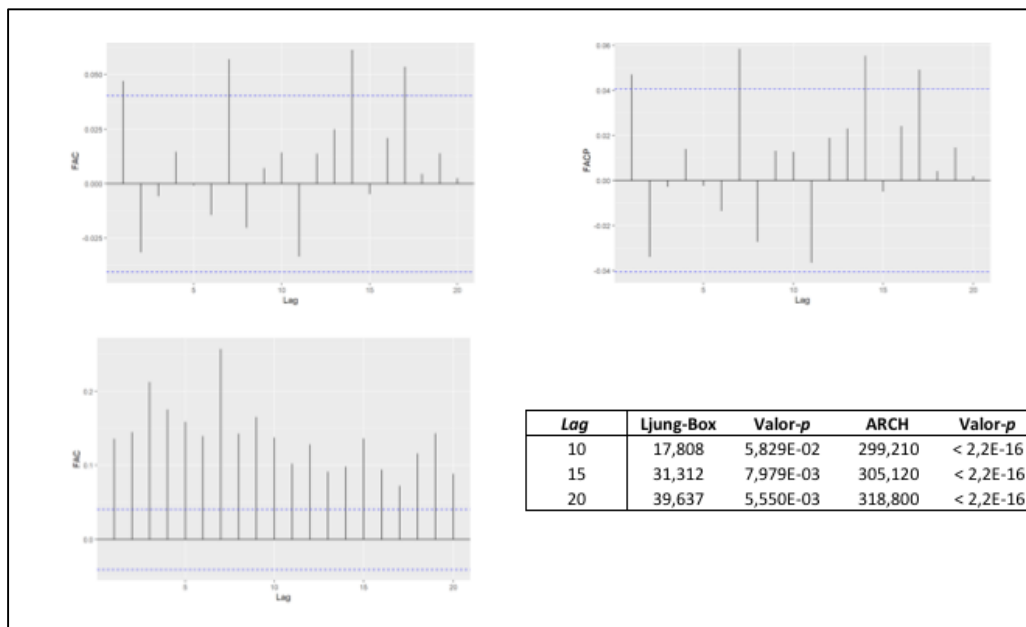 0.050
0.025
0.000
-0.025
FAC
5
10
15
20
Lag
0.06
0.04
0.02
0.00
-0.02
-0.04
FACP
5
10
15
20
Lag
0.2
0.1
0.0
FAC
5
10
15
20
Lag
Lag Ljung-Box Valor-p ARCH Valor-p
10 17,808 5,829E-02 299,210 < 2,2E-16
15 31,312 7,979E-03 305,120 < 2,2E-16
20 39,637 5,550E-03 318,800 < 2,2E-16